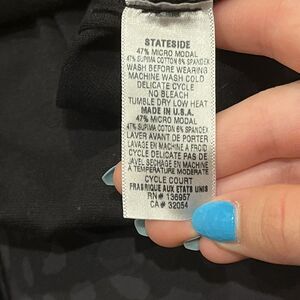 STATESIDE
47% MICRO MODAL
47% SUPIMA COTTON 6% SPANDEX
WASH BEFORE WEARING
MACHINE WASH COLD
DELICATE CYCLE
NO BLEACH
TUMBLE DRY LOW HEAT
MADE IN U.S.A.
47% MICRO MODAL
47% SUPIMA COTTON 6% SPANDEX
LAVER AVANT DE PORTER
LAVAGE EN MACHINE A FROID
CYCLE DELICATE PAS DE
JAVEL SECHAGE EN MACHINE
A TEMPERATURE MODERATE
CYCLE COURT
FRABRIQUE AUX ETATS UNIS
RN# 136957
CA# 32054